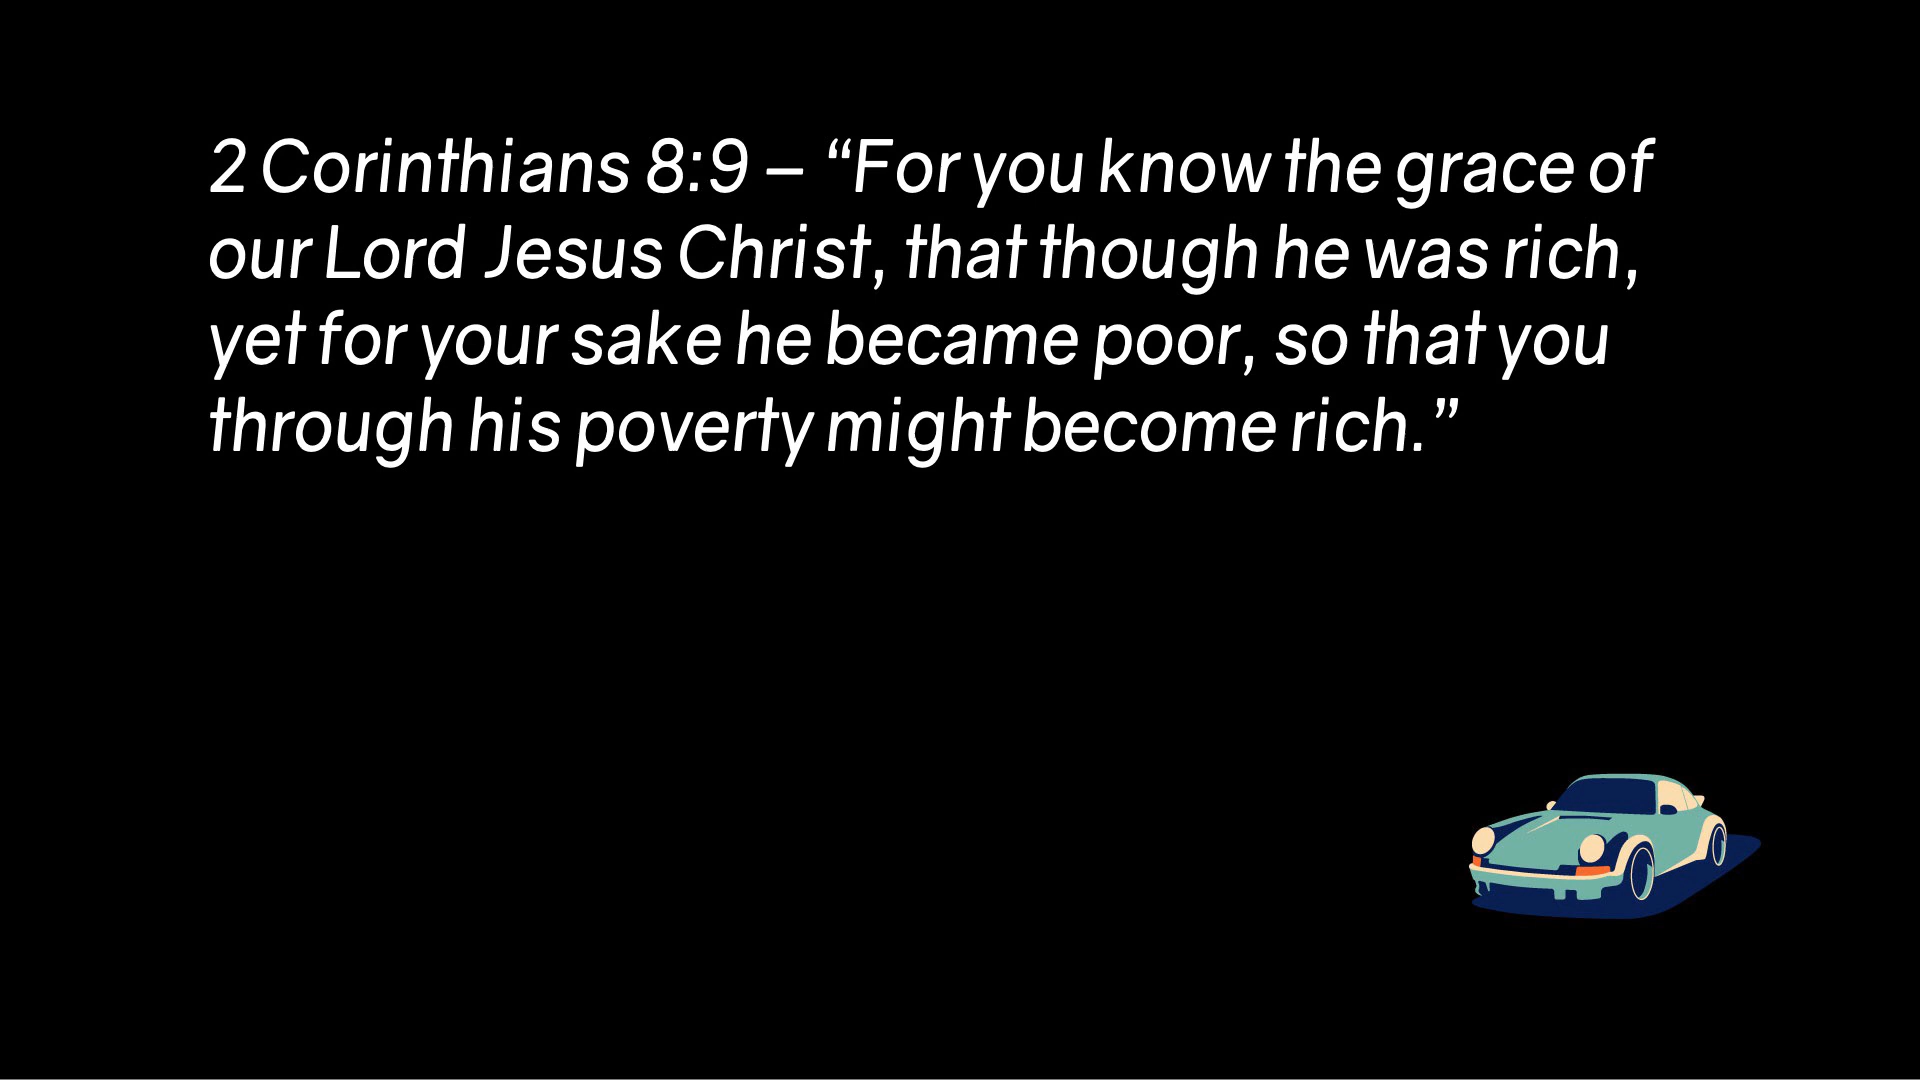 2 Corinthians 8:9 – “For you know the grace of
our Lord Jesus Christ, that though he was rich,
yet for your sake he became poor, so that you
through his poverty might become rich.”